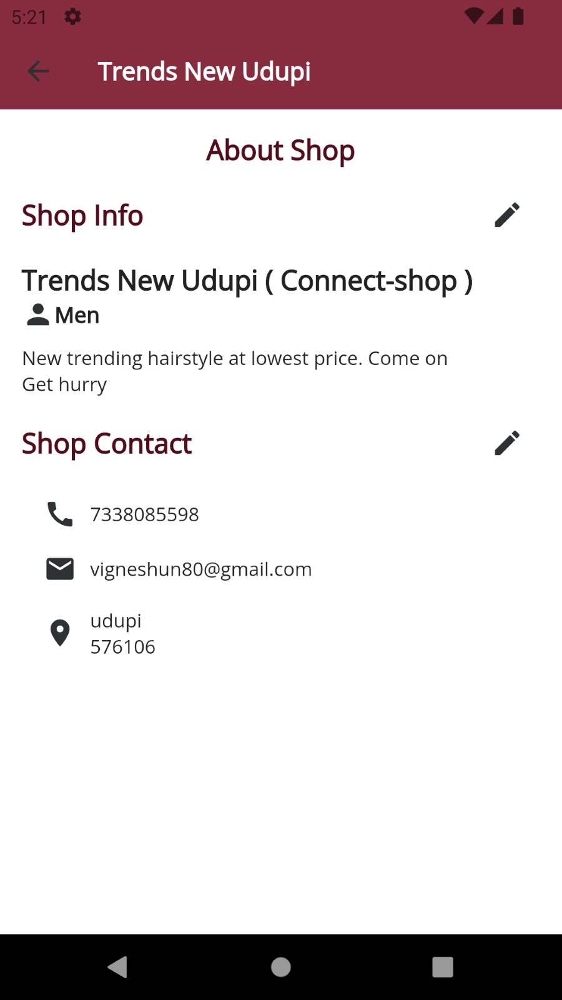 5:21
Trends New Udupi
About Shop
Shop Info
Trends New Udupi ( Connect-shop )
Men
New trending hairstyle at lowest price. Come on
Get hurry
Shop Contact
7338085598
vigneshun80@gmail.com
udupi
576106